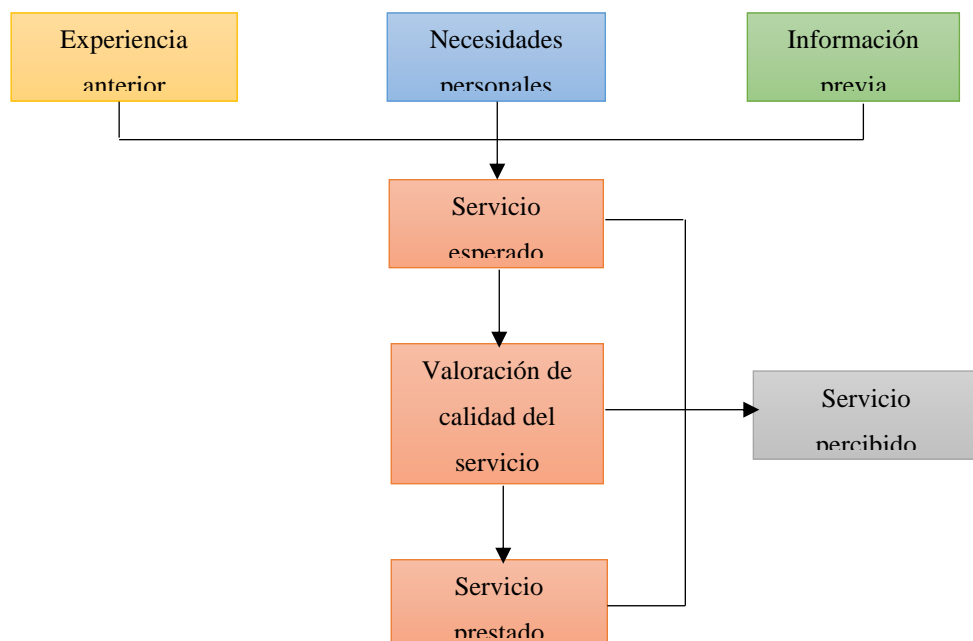 Experiencia
anterior
Necesidades
personales
Información
previa
Servicio
esperado
Valoración de
calidad del
servicio
Servicio
percibido
Servicio
prestado